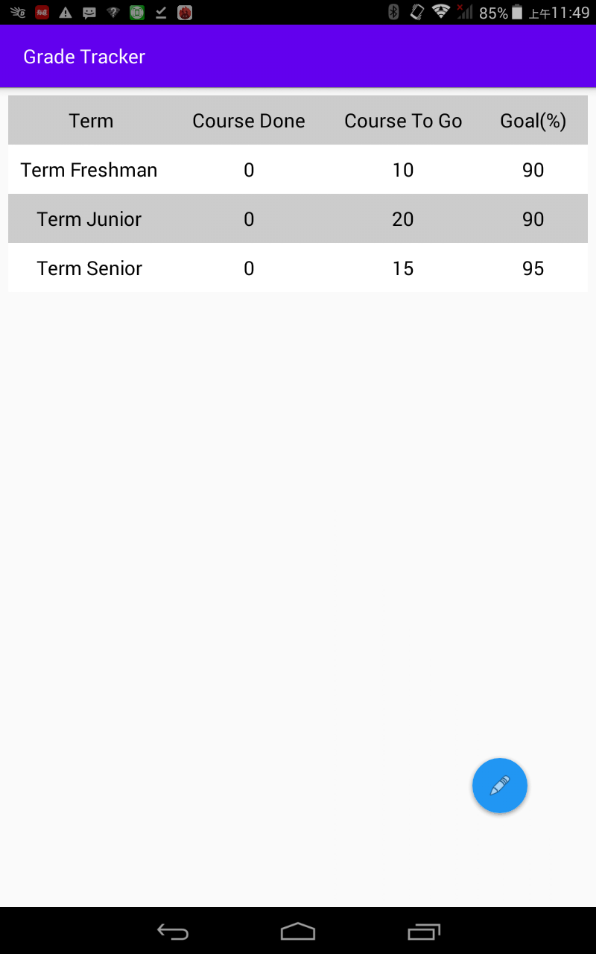 85% 上午11:49
Grade Tracker
Term Course Done Course To Go Goal(%)
Term Freshman 0 10 90
Term Junior 0 20 90
Term Senior 0 15 95